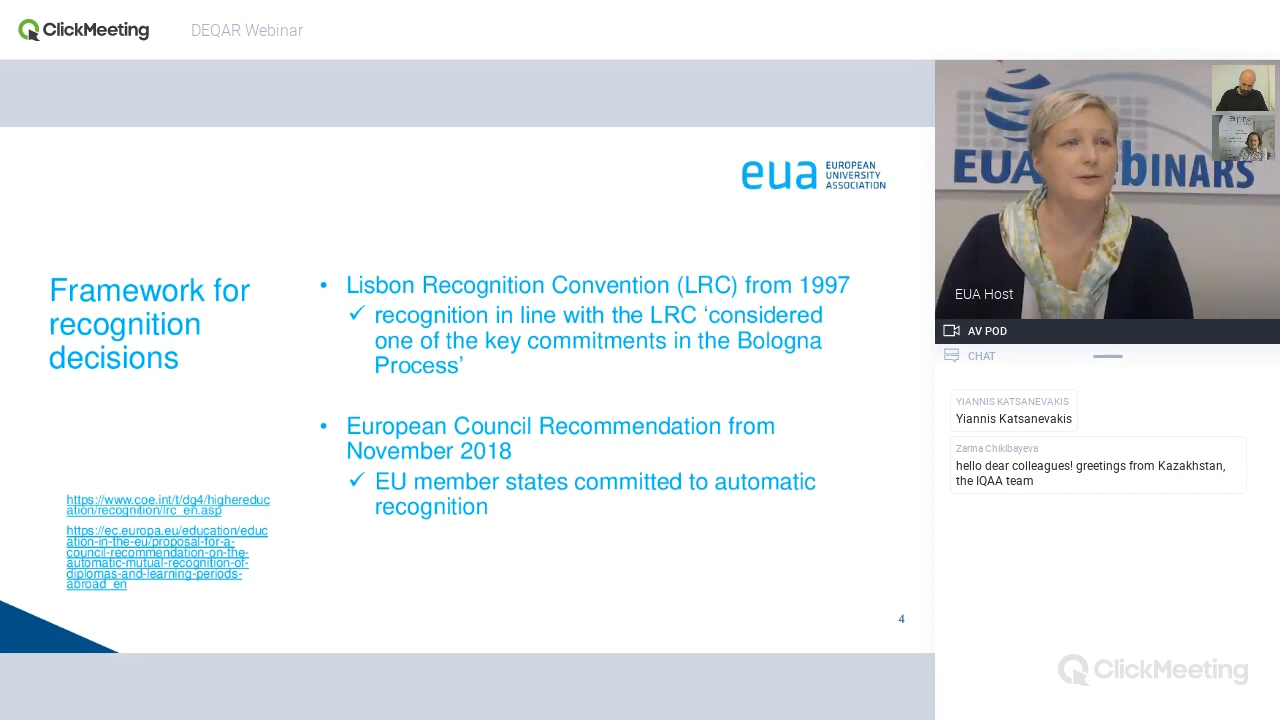 ClickMeeting
DEQAR Webinar
eua EUROPEAN
UNIVERSITY
ASSOCIATION
Framework for
recognition
decisions
• Lisbon Recognition Convention (LRC) from 1997
✓ recognition in line with the LRC ‘considered
one of the key commitments in the Bologna
Process’
• European Council Recommendation from
November 2018
✓ EU member states committed to automatic
recognition
https://www.coe.int/t/dg4/highereduc
ation/recognition/lrc_en.asp
https://ec.europa.eu/education/educ
ation-in-the-eu/proposal-for-a-
council-recommendation-on-the-
automatic-mutual-recognition-of-
diplomas-and-learning-periods-
abroad_en
4
EUA
INARS
EUA Host
AV POD
CHAT
YIANNIS KATSANEVAKIS
Yiannis Katsanevakis
Zarina Chikibayeva
hello dear colleagues! greetings from Kazakhstan,
the IQAA team
ClickMeeting